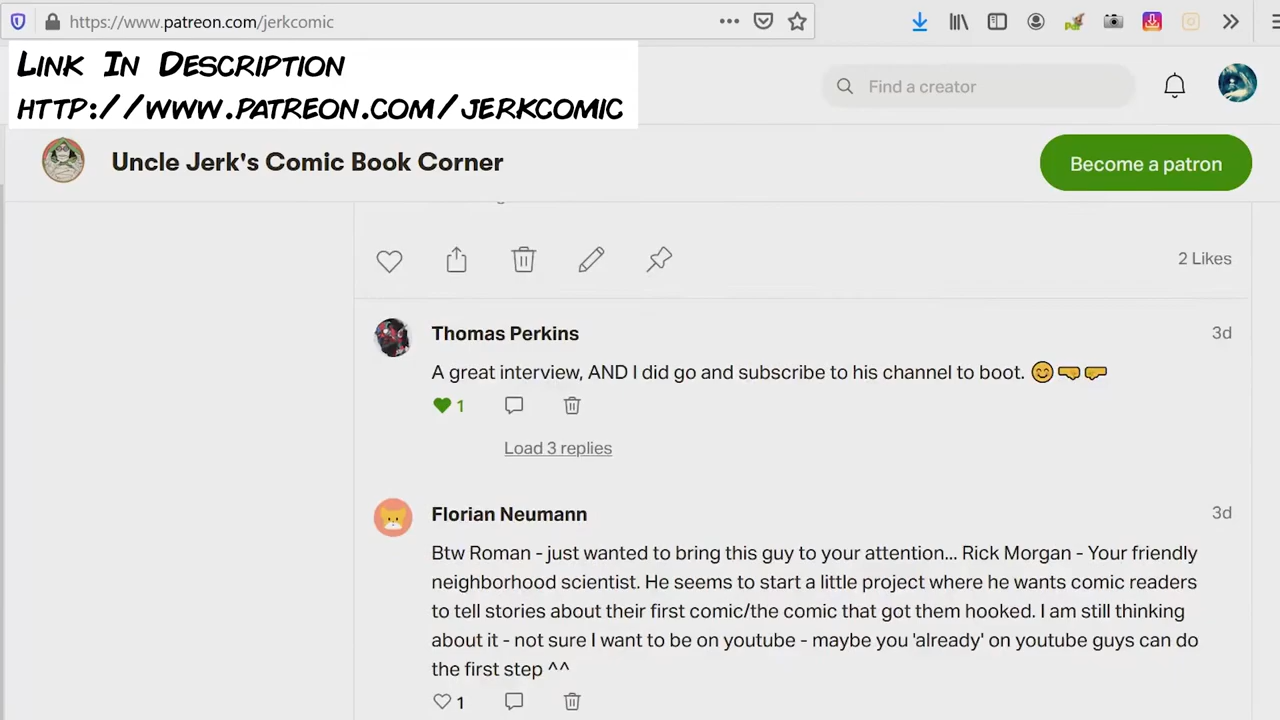 https://www.patreon.com/jerkcomic
Link In Description
http://www.patreon.com/jerkcomic
Find a creator
Uncle Jerk's Comic Book Corner
Become a patron
2 Likes
Thomas Perkins
3d
A great interview, AND I did go and subscribe to his channel to boot. 😊🤜🤛
1
Load 3 replies
Florian Neumann
3d
Btw Roman - just wanted to bring this guy to your attention... Rick Morgan - Your friendly
neighborhood scientist. He seems to start a little project where he wants comic readers
to tell stories about their first comic/the comic that got them hooked. I am still thinking
about it - not sure I want to be on youtube - maybe you 'already' on youtube guys can do
the first step ^^
1